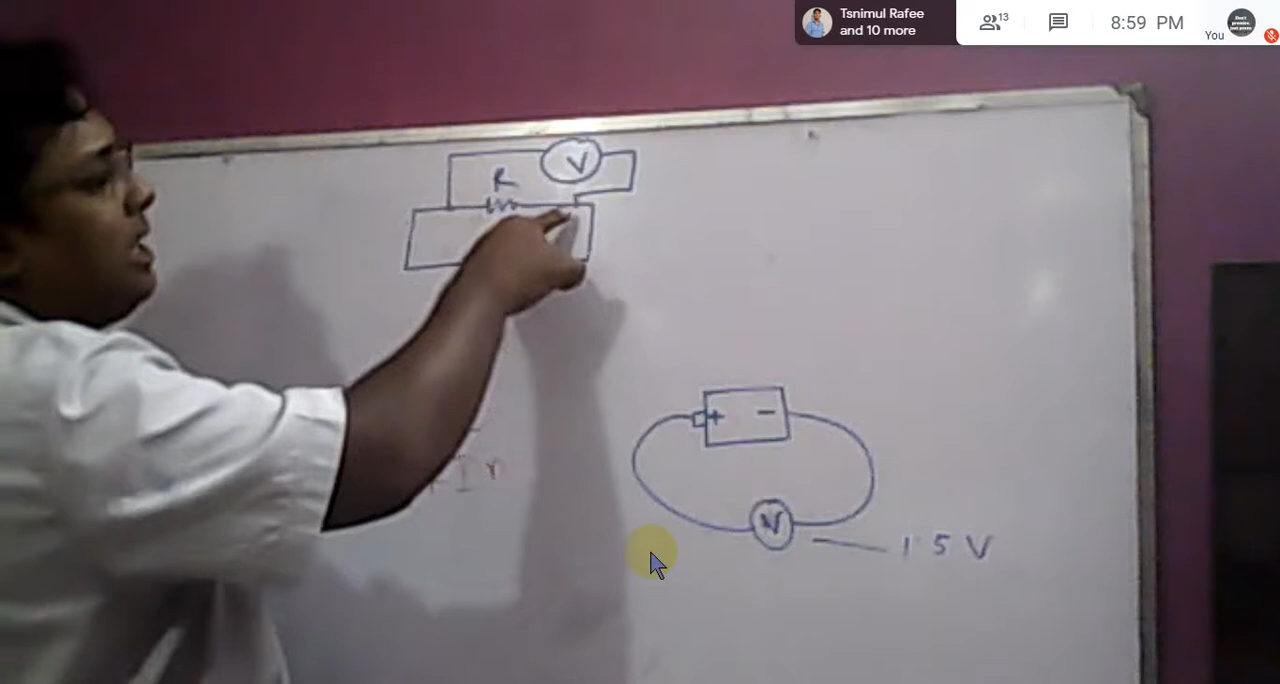 Tsnimul Rafee
and 10 more
13
8:59 PM
You
V
R
I r
+ -
V
1.5 V